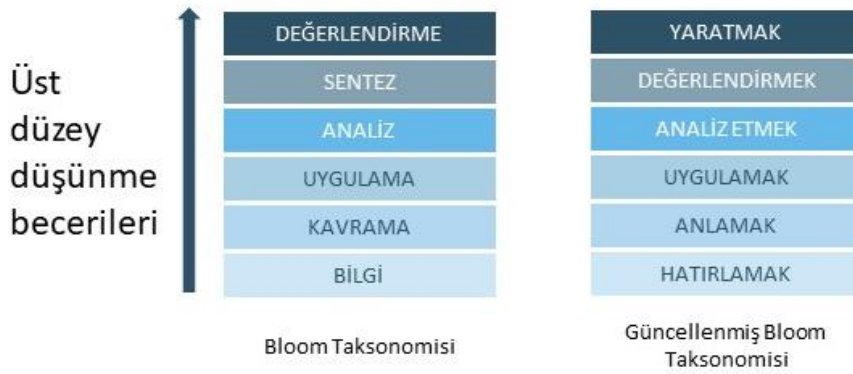 Üst
düzey
düşünme
becerileri
DEĞERLENDİRME
SENTEZ
ANALİZ
UYGULAMA
KAVRAMA
BİLGİ
Bloom Taksonomisi
YARATMAK
DEĞERLENDİRMEK
ANALİZ ETMEK
UYGULAMAK
ANLAMAK
HATIRLAMAK
Güncellenmiş Bloom
Taksonomisi